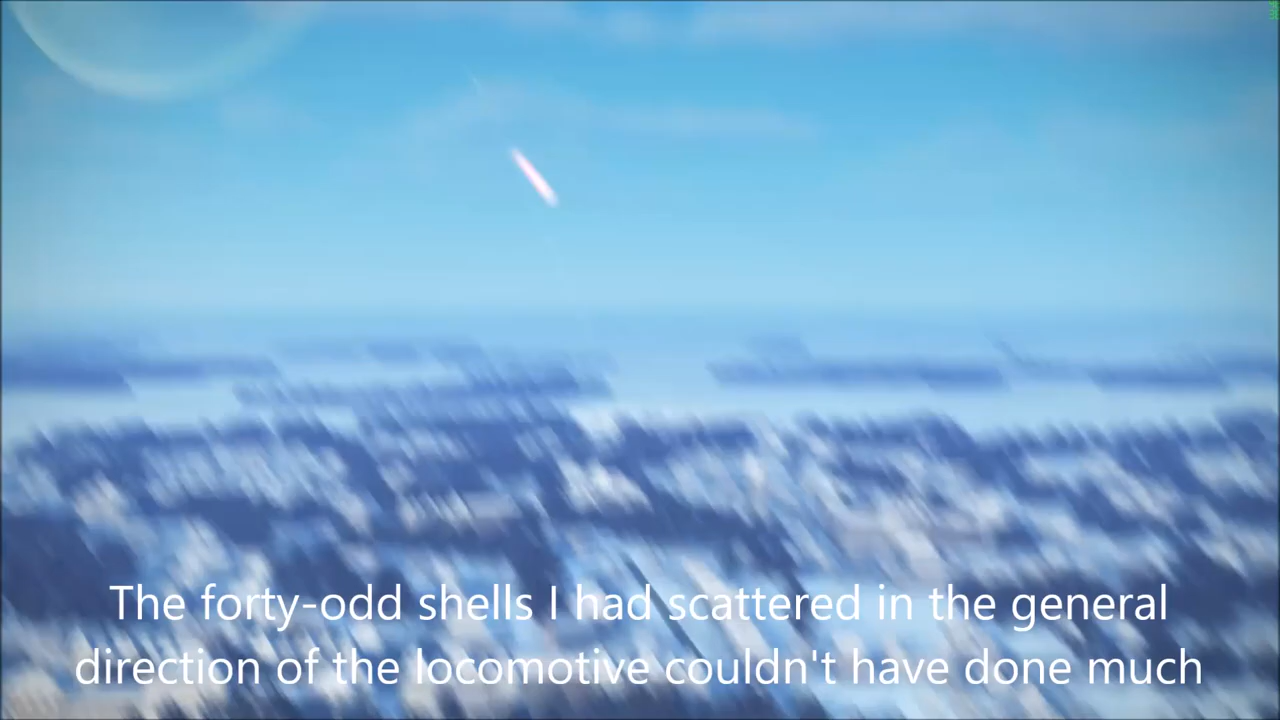 The forty-odd shells I had scattered in the general
direction of the locomotive couldn't have done much